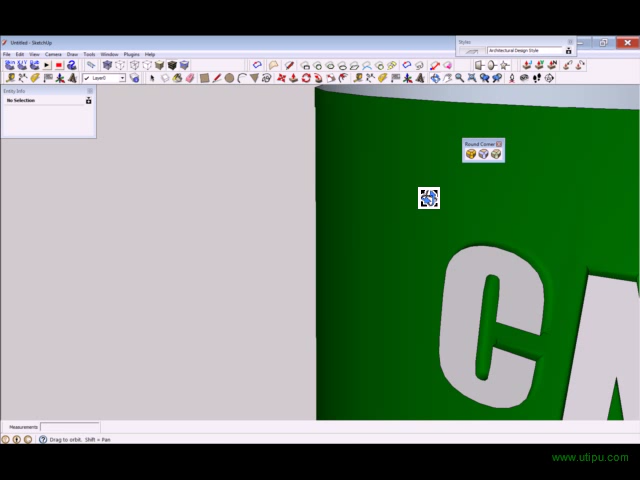 Untitled - SketchUp
Styles
File Edit View Camera Draw Tools Window Plugins Help
Architectural Design Style
Layer0
Entity Info
No Selection
Round Corner
CA
Measurements
Drag to orbit. Shift = Pan
www.utipu.com